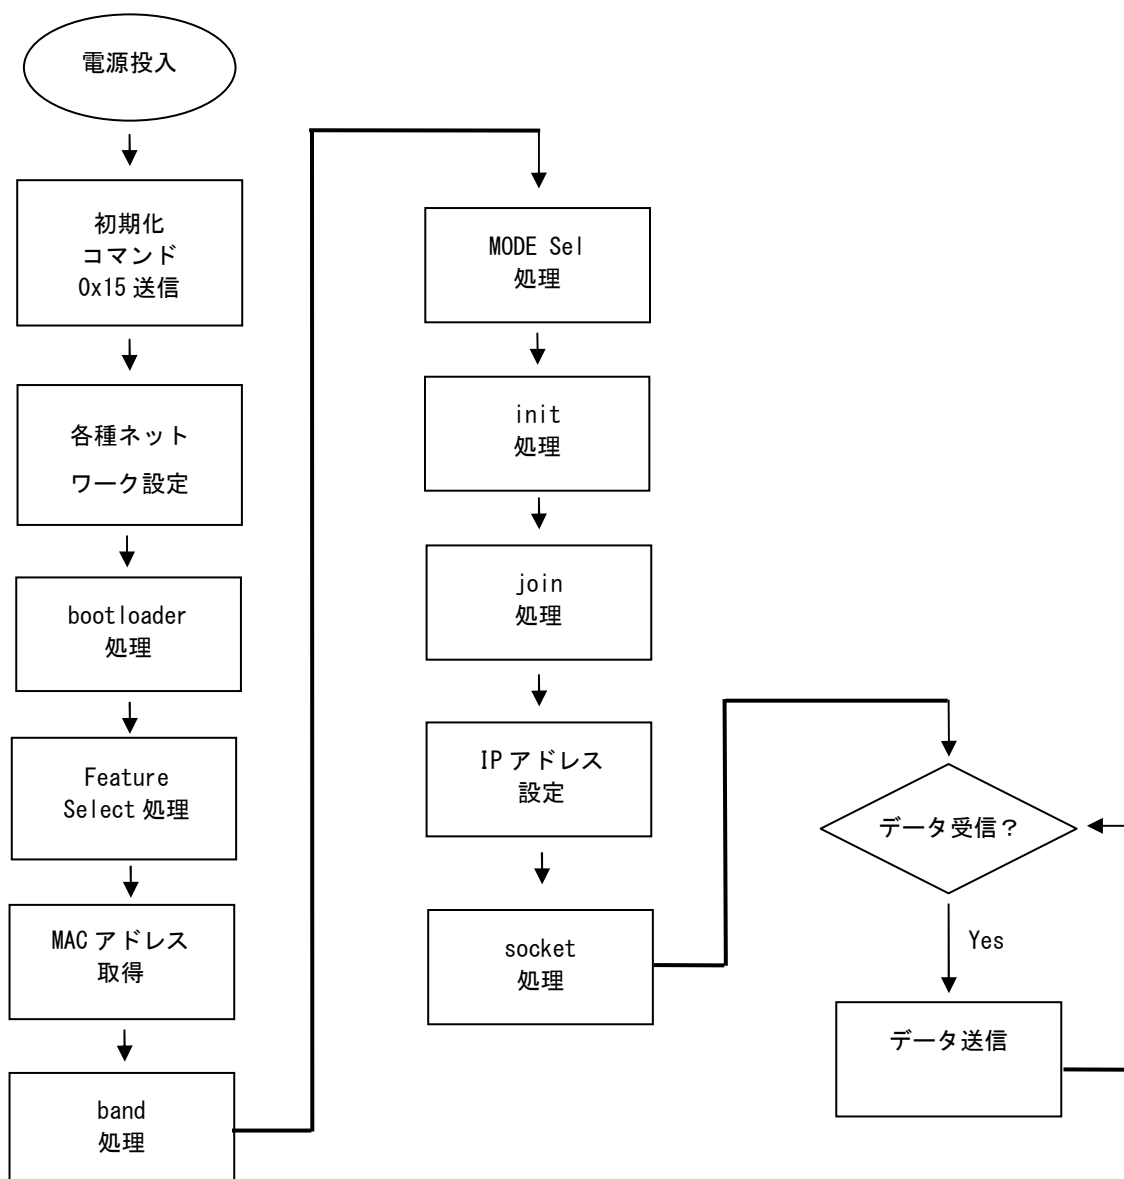 電源投入
初期化
コマンド
0x15 送信
各種ネット
ワーク設定
bootloader
処理
Feature
Select 処理
MAC アドレス
取得
band
処理
MODE Sel
処理
init
処理
join
処理
IP アドレス
設定
socket
処理
データ受信？
Yes
データ送信